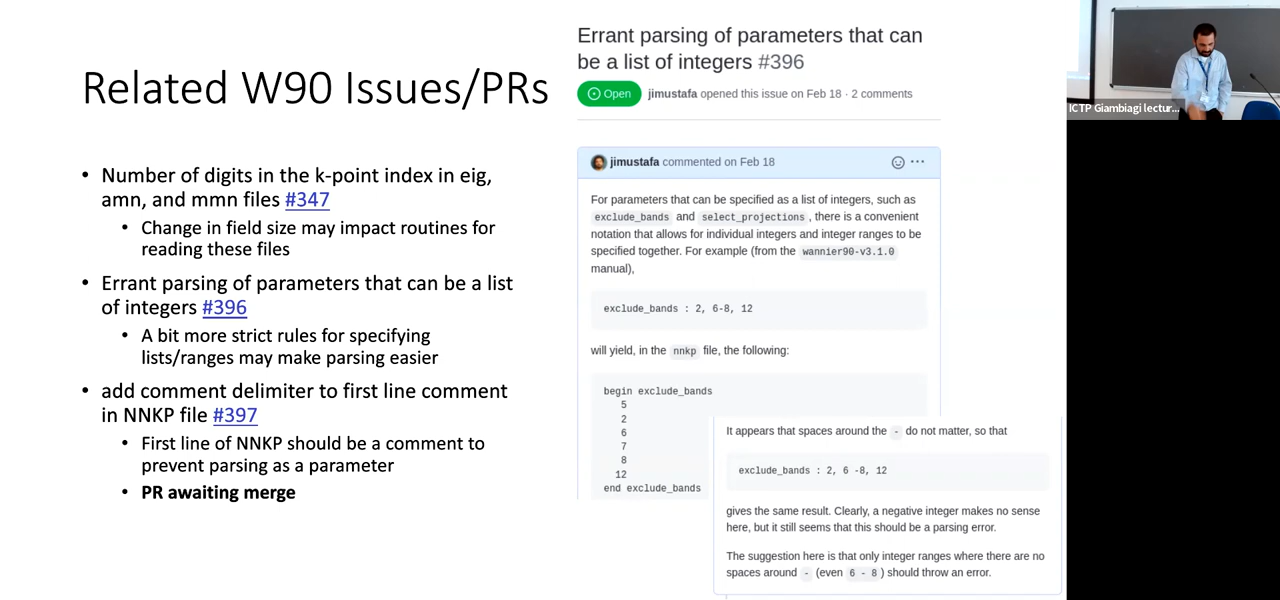 Related W90 Issues/PRs
• Number of digits in the k-point index in eig,
amn, and mmn files #347
• Change in field size may impact routines for
reading these files
• Errant parsing of parameters that can be a list
of integers #396
• A bit more strict rules for specifying
lists/ranges may make parsing easier
• add comment delimiter to first line comment
in NNKP file #397
• First line of NNKP should be a comment to
prevent parsing as a parameter
• PR awaiting merge
Errant parsing of parameters that can
be a list of integers #396
Open jimustafa opened this issue on Feb 18 · 2 comments
jimustafa commented on Feb 18
For parameters that can be specified as a list of integers, such as
exclude_bands and select_projections , there is a convenient
notation that allows for individual integers and integer ranges to be
specified together. For example (from the wannier90-v3.1.0
manual),
exclude_bands : 2, 6-8, 12
will yield, in the nnkp file, the following:
begin exclude_bands
5
2
6
7
8
12
end exclude_bands
It appears that spaces around the - do not matter, so that
exclude_bands : 2, 6 -8, 12
gives the same result. Clearly, a negative integer makes no sense
here, but it still seems that this should be a parsing error.
The suggestion here is that only integer ranges where there are no
spaces around - (even 6 - 8 ) should throw an error.
ICTP Giambiagi lectur...